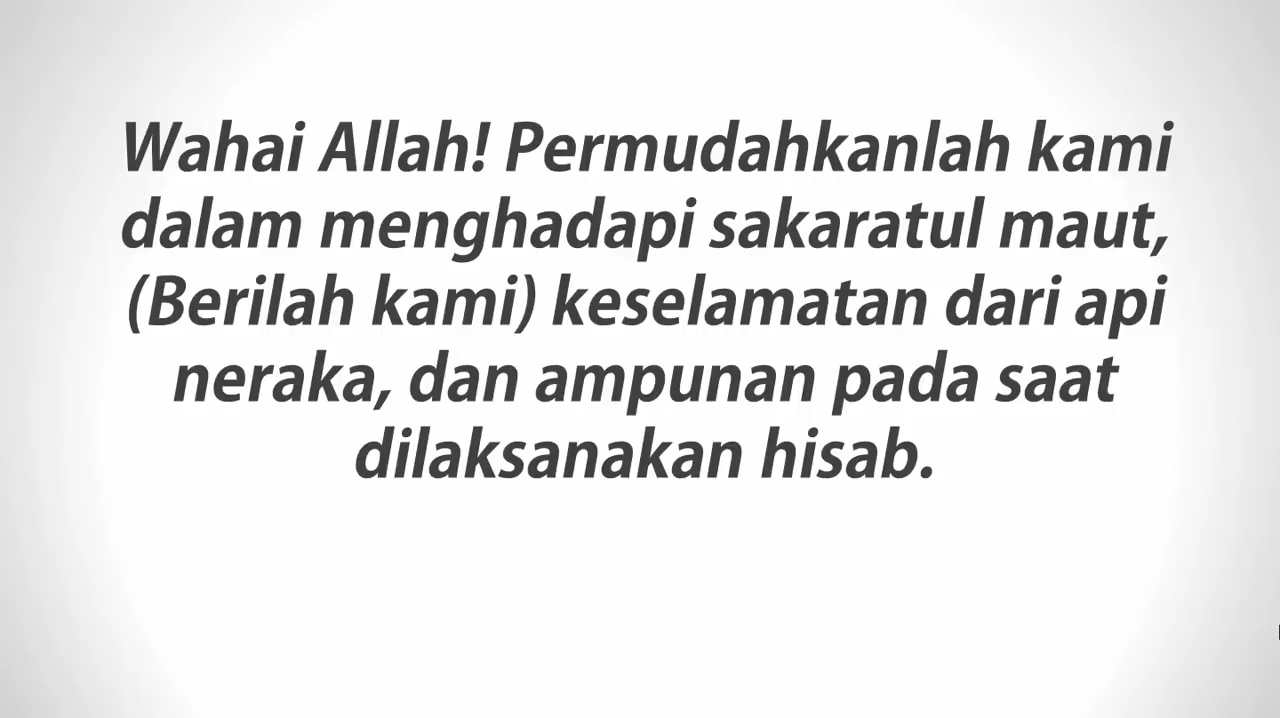 Wahai Allah! Permudahkanlah kami
dalam menghadapi sakaratul maut,
(Berilah kami) keselamatan dari api
neraka, dan ampunan pada saat
dilaksanakan hisab.